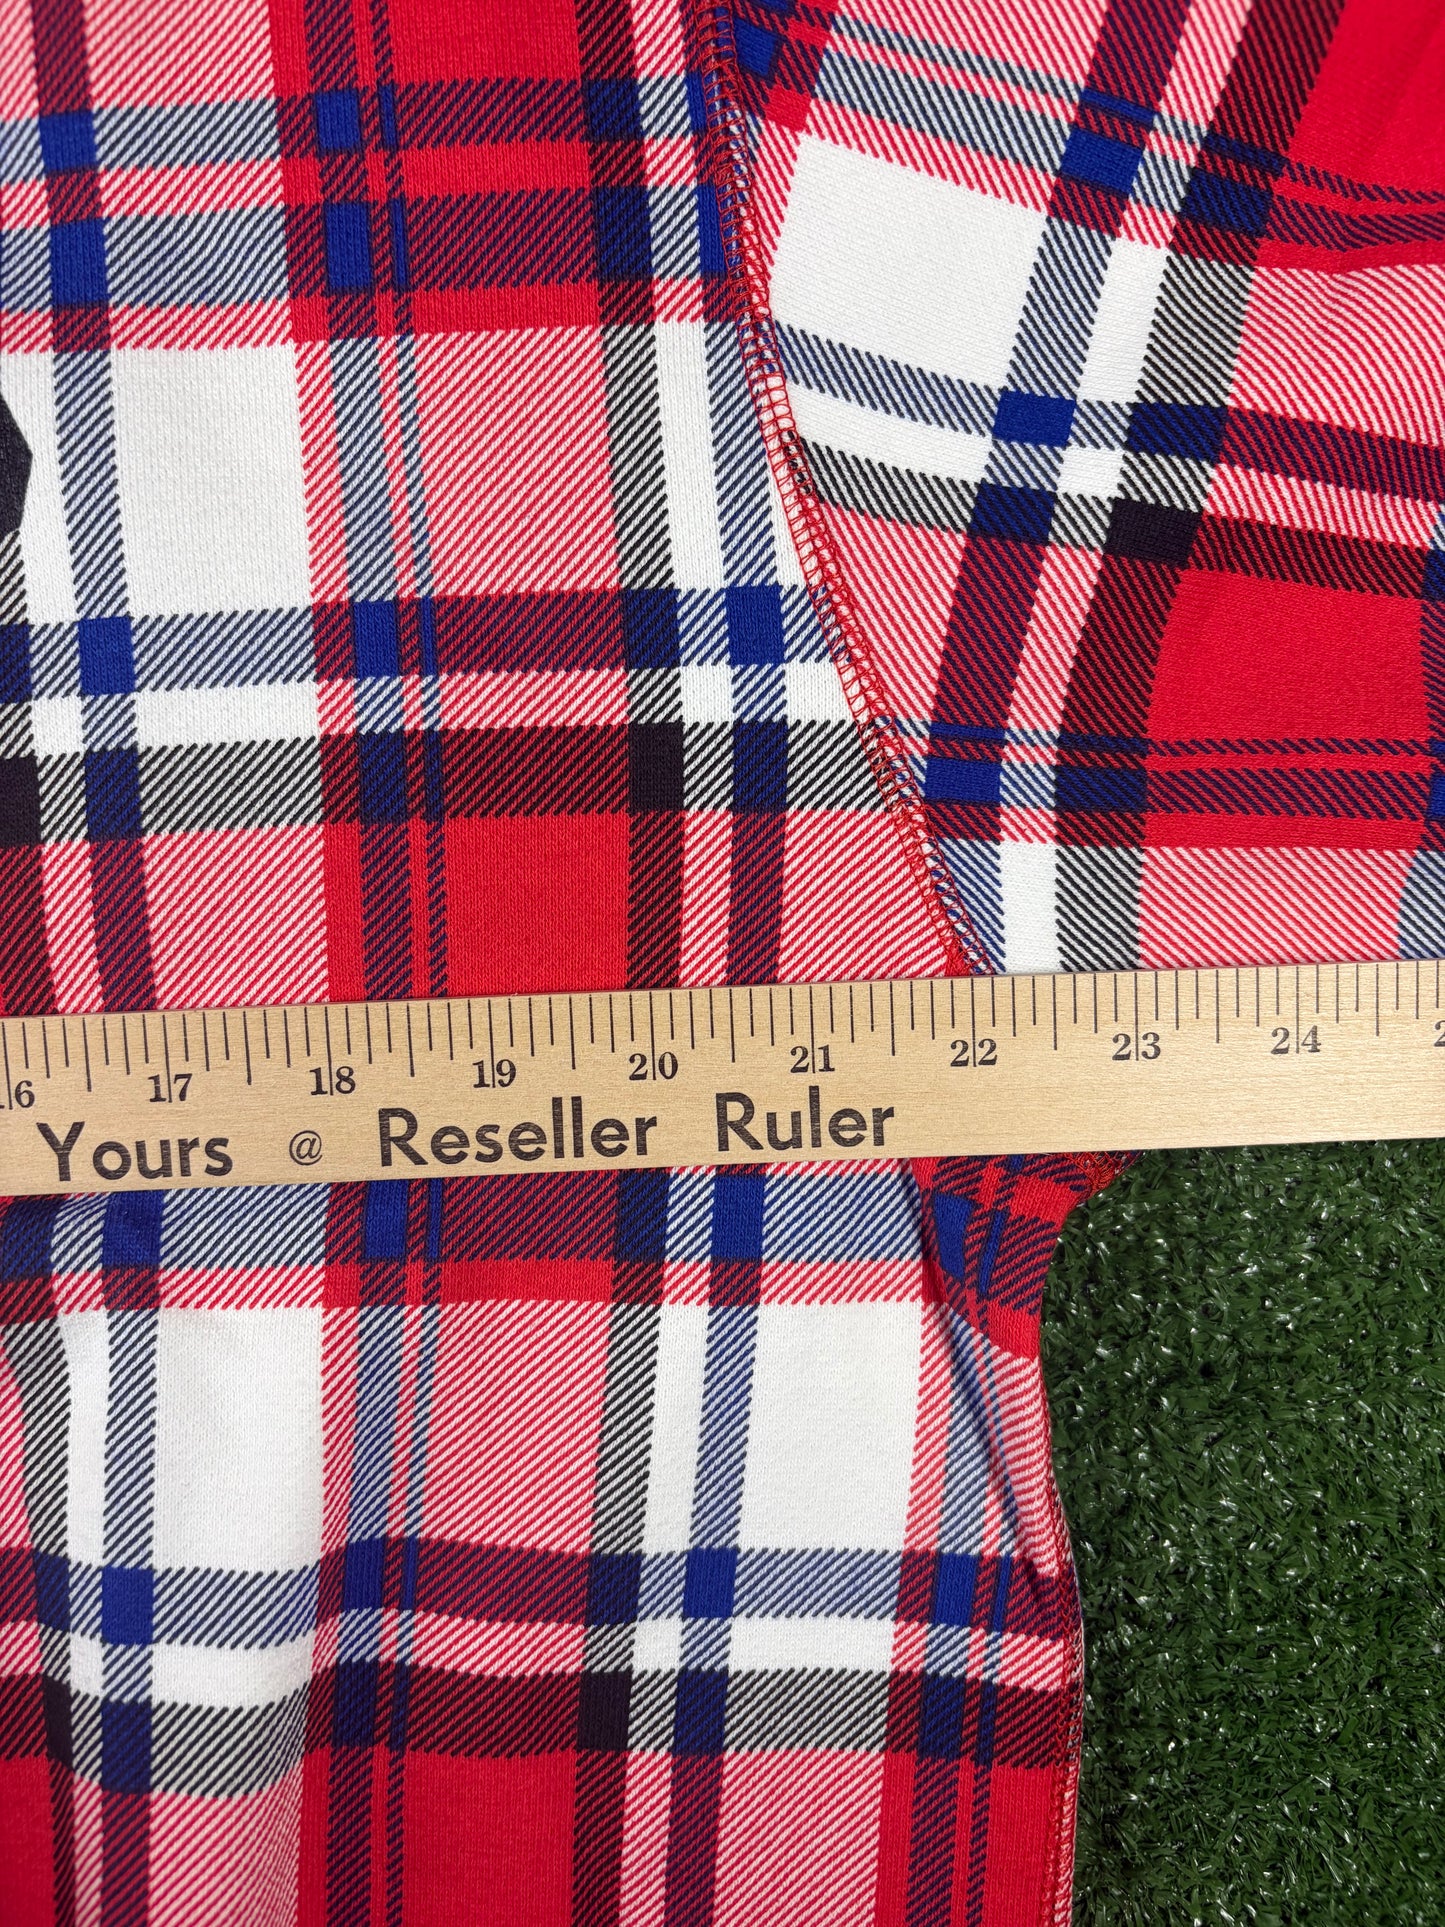 16 17 18 19 20 21 22 23 24
Yours @ Reseller Ruler